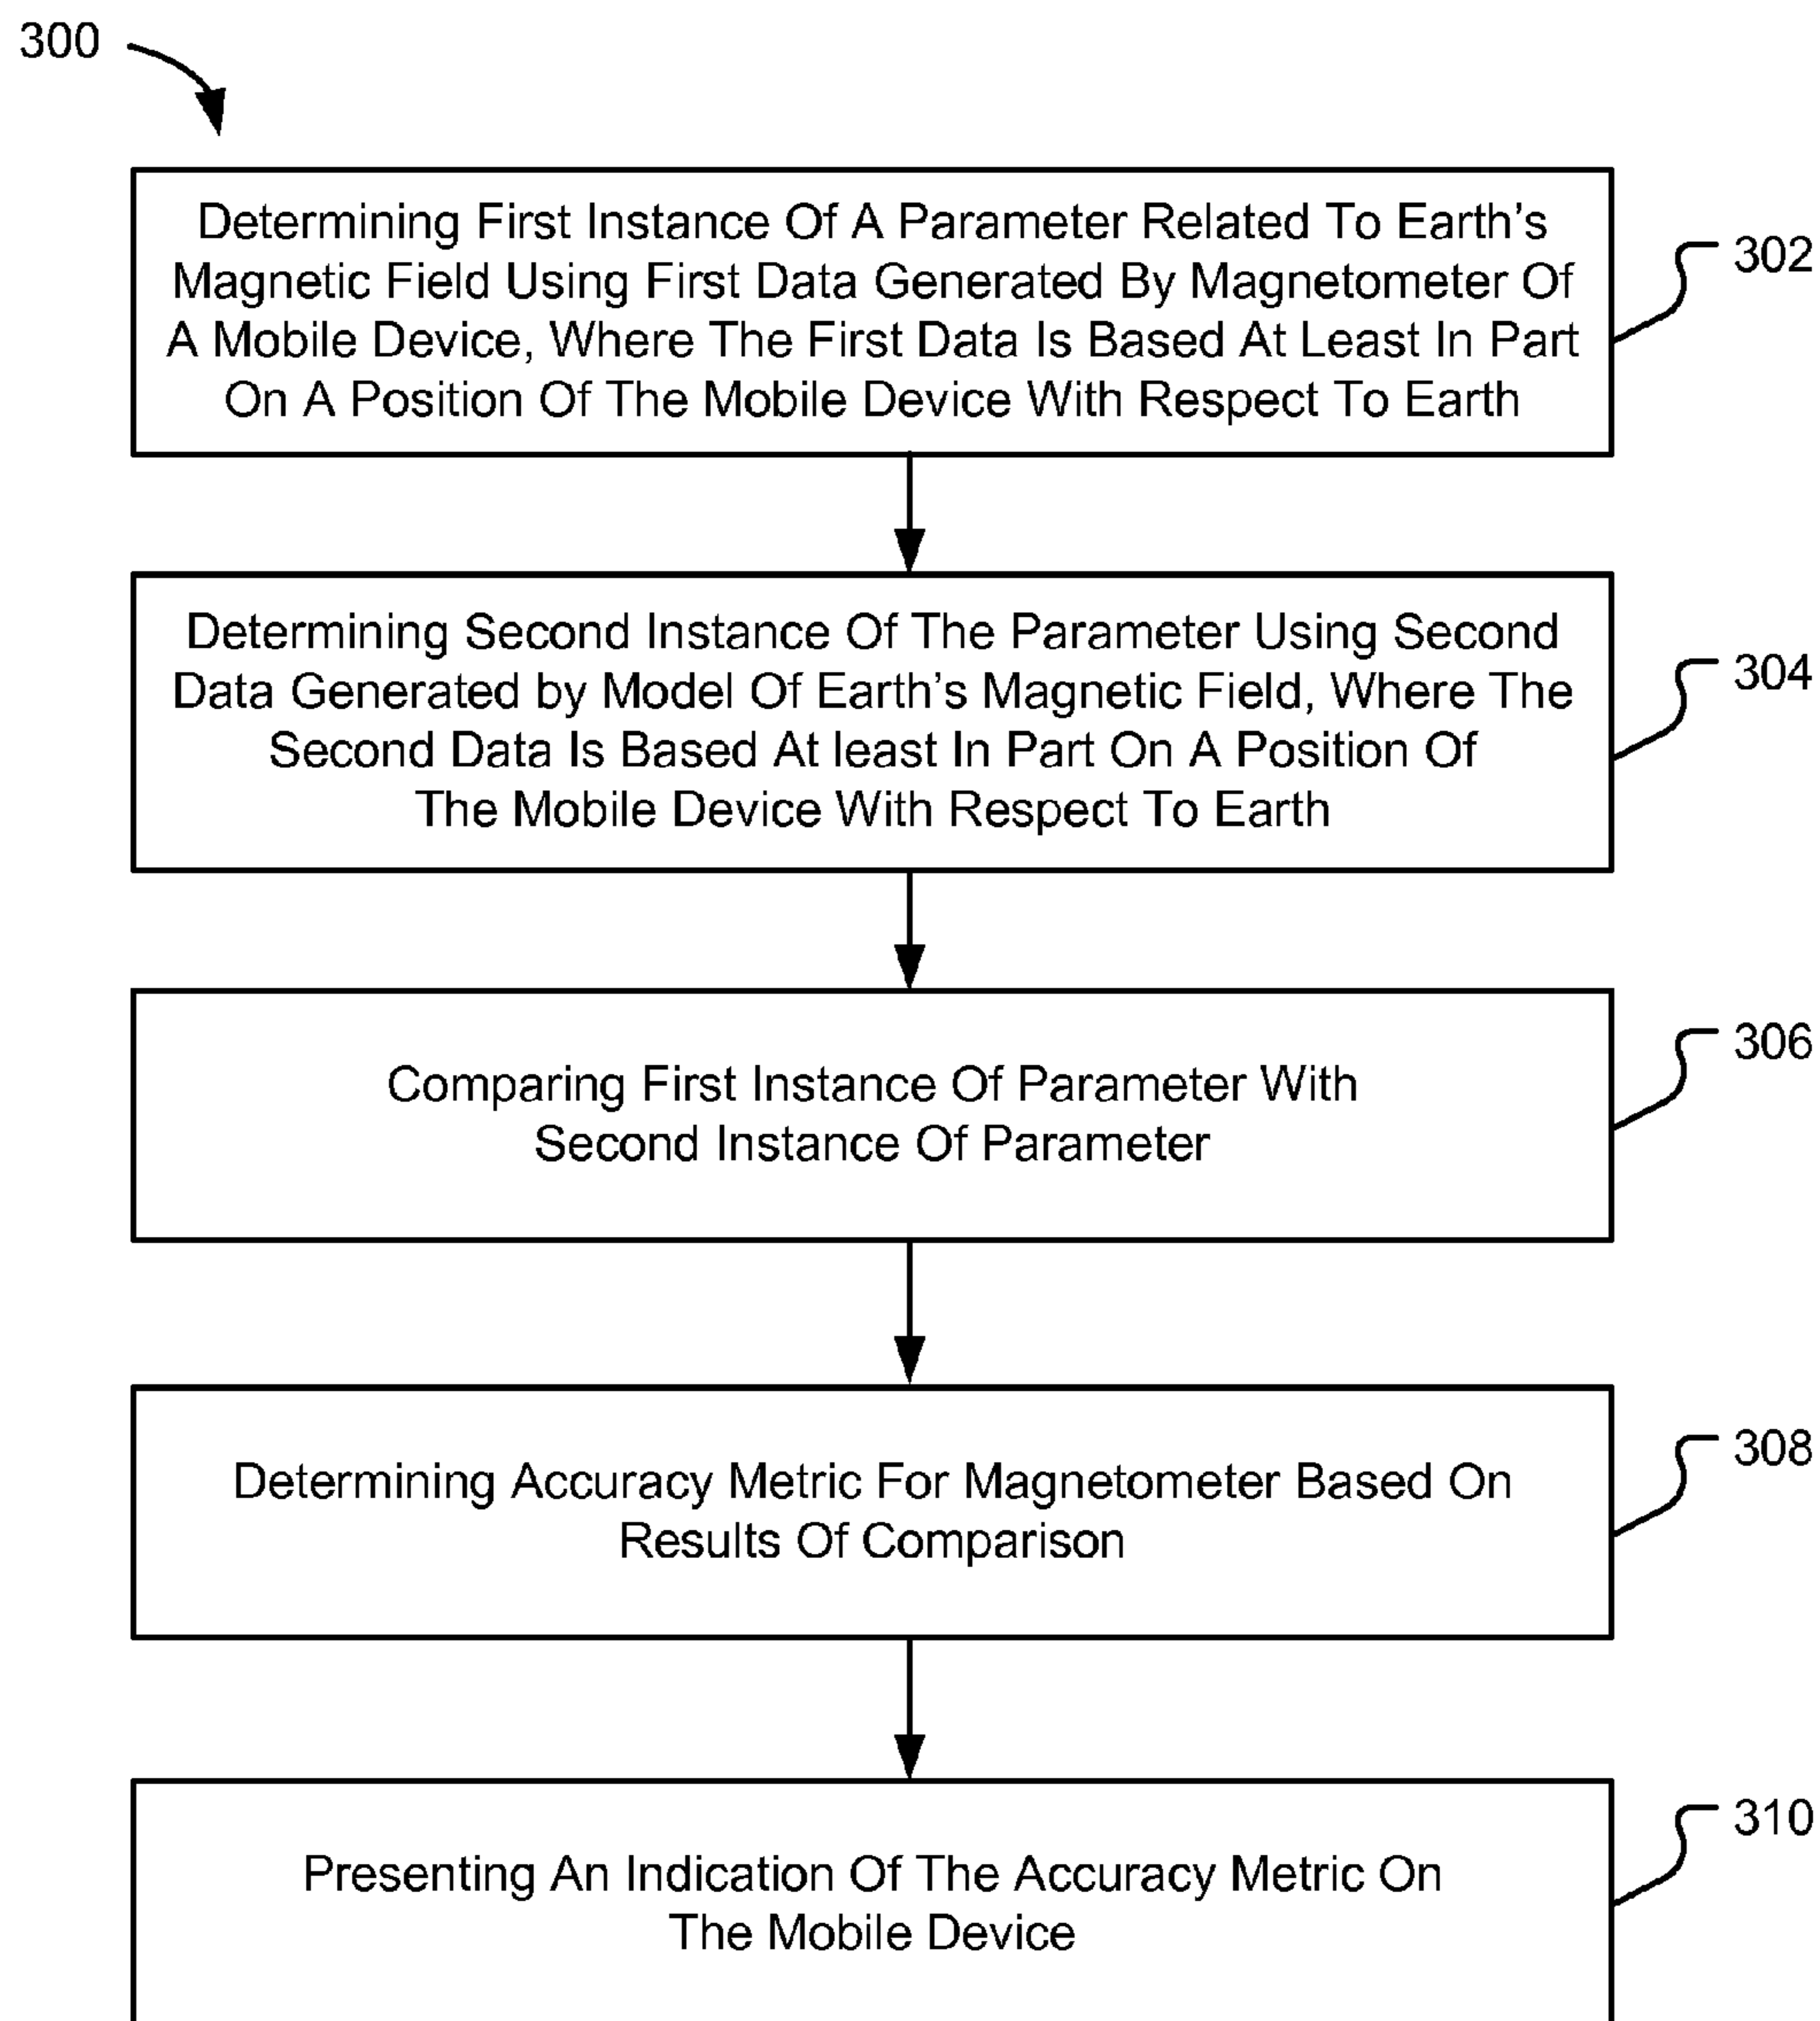 300
Determining First Instance Of A Parameter Related To Earth's
Magnetic Field Using First Data Generated By Magnetometer Of
A Mobile Device, Where The First Data Is Based At Least In Part
On A Position Of The Mobile Device With Respect To Earth
302
Determining Second Instance Of The Parameter Using Second
Data Generated by Model Of Earth's Magnetic Field, Where The
Second Data Is Based At least In Part On A Position Of
The Mobile Device With Respect To Earth
304
Comparing First Instance Of Parameter With
Second Instance Of Parameter
306
Determining Accuracy Metric For Magnetometer Based On
Results Of Comparison
308
Presenting An Indication Of The Accuracy Metric On
The Mobile Device
310